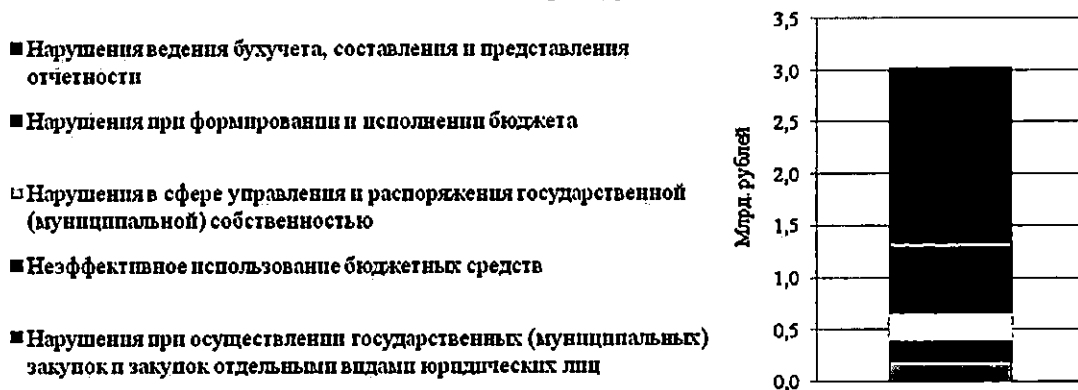 Нарушения ведения бухучета, составления и представления
отчетности
Нарушения при формировании и исполнении бюджета
Нарушения в сфере управления и распоряжения государственной
(муниципальной) собственностью
Неэффективное использование бюджетных средств
Нарушения при осуществлении государственных (муниципальных)
закупок и закупок отдельными видами юридических лиц
Млрд. рублей
3,5
3,0
2,5
2,0
1,5
1,0
0,5
0,0